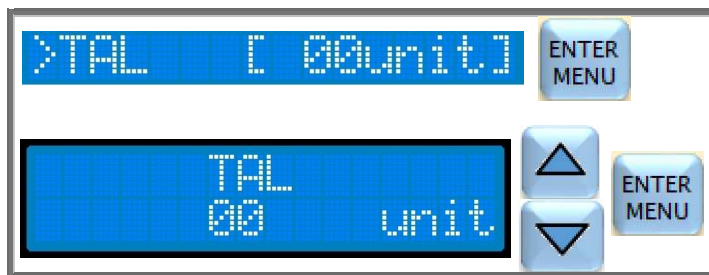 >TAL [ 00unit]
ENTER
MENU
TAL
00 unit
ENTER
MENU